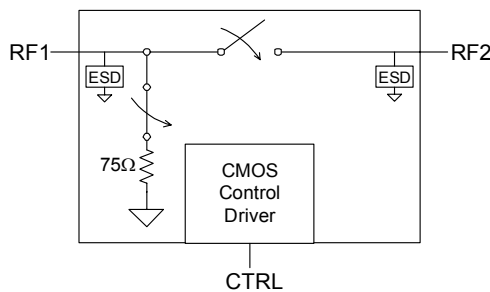 RF1
RF2
ESD
ESD
75Ω
CMOS
Control
Driver
CTRL